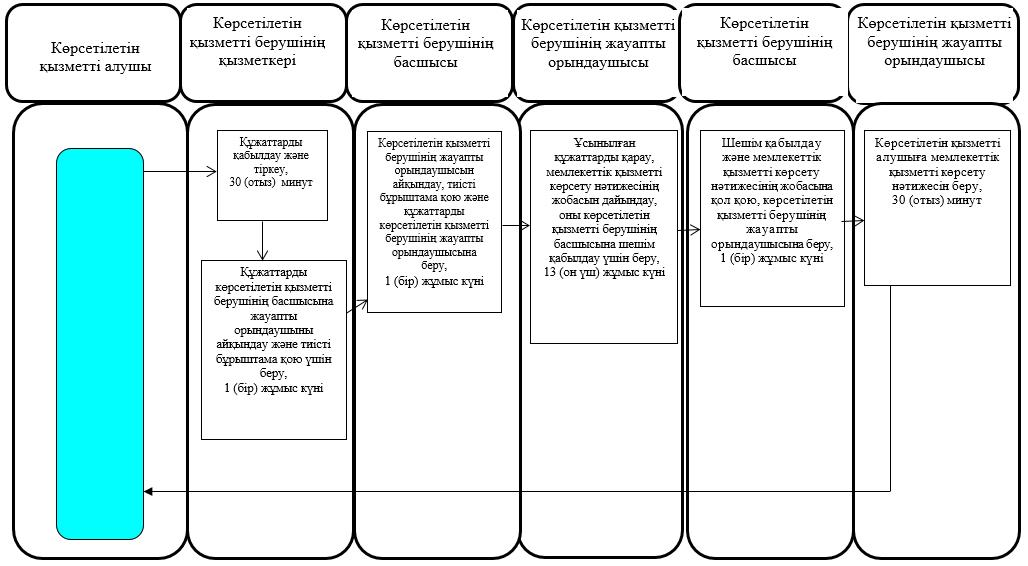 Көрсетілетін
қызметті алушы
Көрсетілетін
қызметті берушінің
қызметкері
Көрсетілетін
қызметті берушінің
басшысы
Көрсетілетін қызметті
берушінің жауапты
орындаушысы
Көрсетілетін
қызметті берушінің
басшысы
Көрсетілетін қызметті
берушінің жауапты
орындаушысы
Құжаттарды
қабылдау және
тіркеу,
30 (отыз) минут
Құжаттарды
көрсетілетін қызметті
берушінің басшысына
жауапты
орындаушыны
айқындау және тиісті
бұрыштама қою үшін
беру,
1 (бір) жұмыс күні
Көрсетілетін қызметті
берушінің жауапты
орындаушысын
айқындау, тиісті
бұрыштама қою және
құжаттарды
көрсетілетін қызметті
берушінің жауапты
орындаушысына
беру,
1 (бір) жұмыс күні
Ұсынылған
құжаттарды қарау,
мемлекеттік қызметті
көрсету нәтижесінің
жобасын дайындау,
оны көрсетілетін
қызметті берушінің
басшысына шешім
қабылдау үшін беру,
13 (он үш) жұмыс күні
Шешім қабылдау
және мемлекеттік
қызметті көрсету
нәтижесінің жобасына
қол қою, көрсетілетін
қызметті берушінің
жауапты
орындаушысына беру,
1 (бір) жұмыс күні
Көрсетілетін қызметті
алушыға мемлекеттік
қызметті көрсету
нәтижесін беру,
30 (отыз) минут